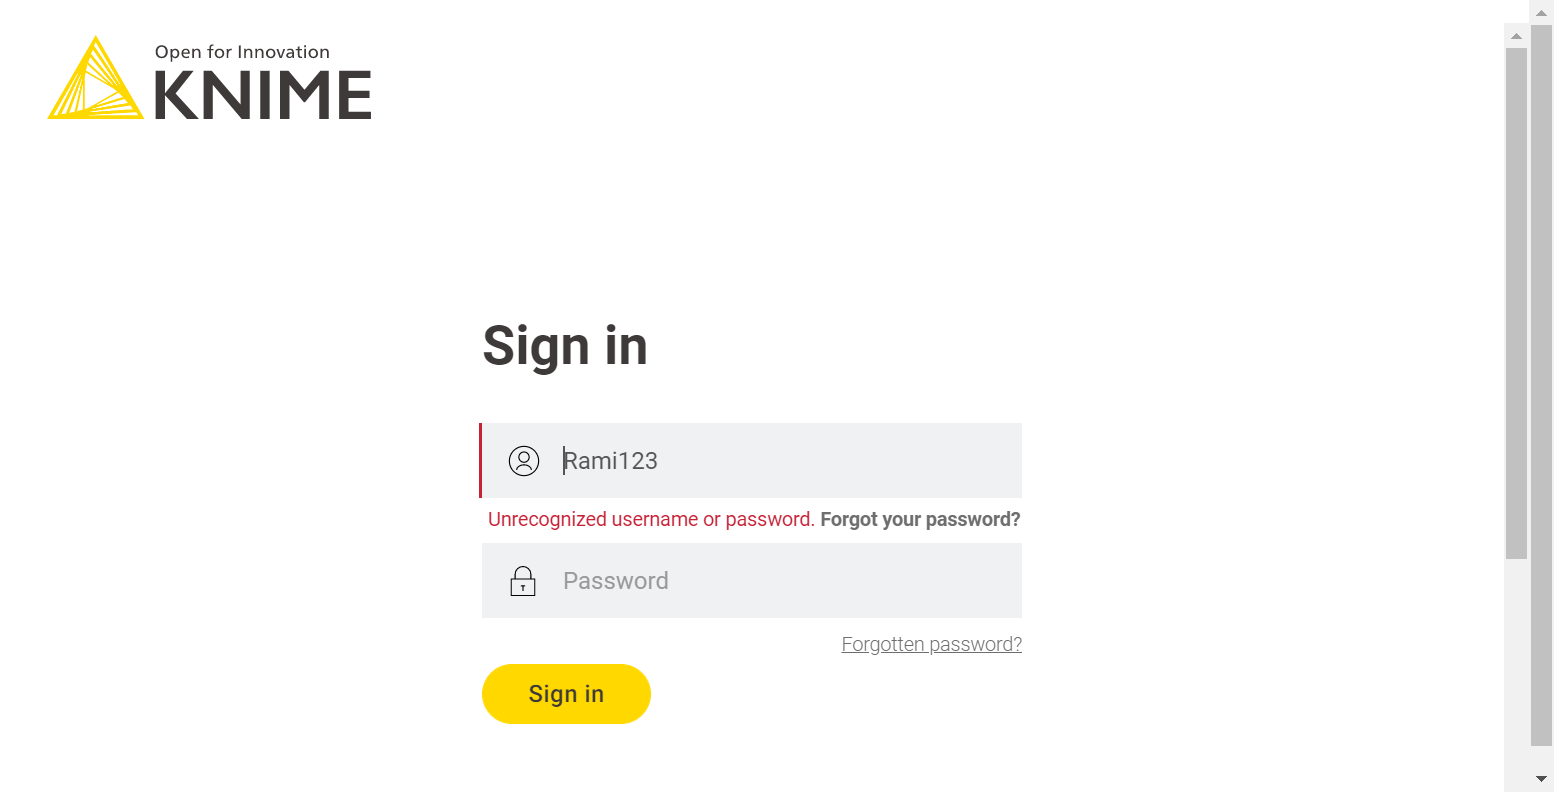 Open for Innovation
KNIME
Sign in
Rami123
Unrecognized username or password. Forgot your password?
Password
Forgotten password?
Sign in